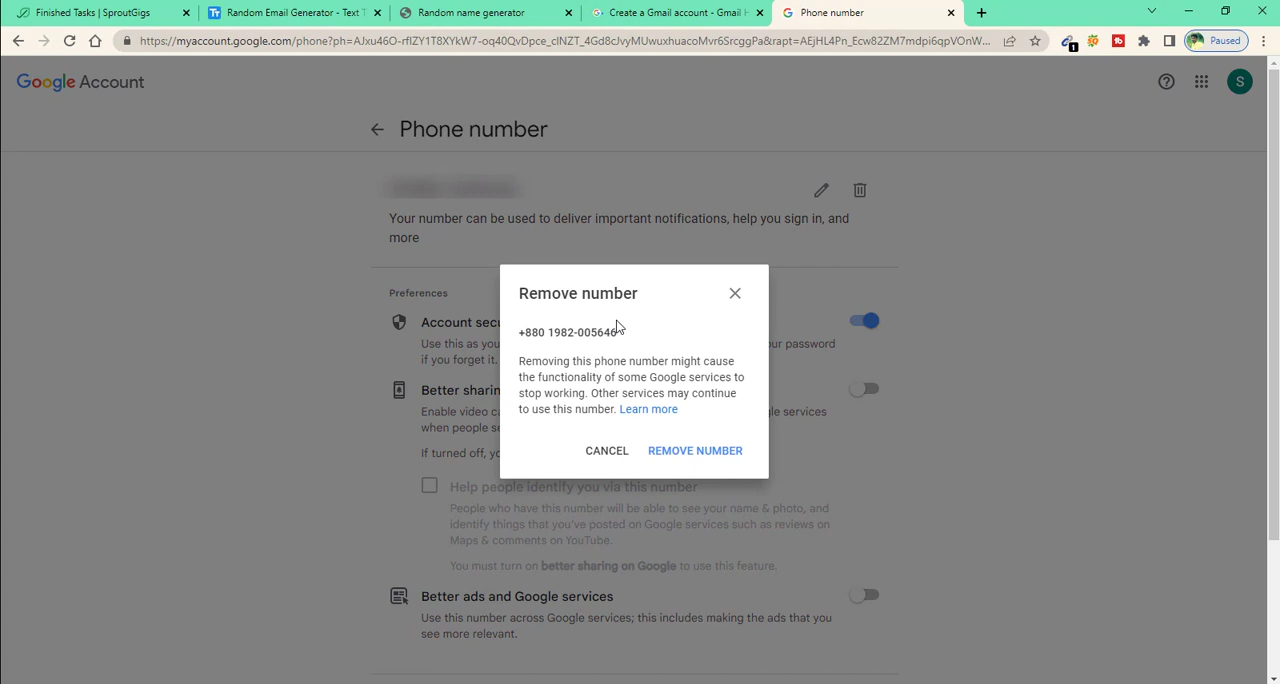 Finished Tasks | SproutGigs
Random Email Generator - Text T
Random name generator
Create a Gmail account - Gmail H
Phone number
https://myaccount.google.com/phone?ph=AJxu46O-rfIZY1T8XYkW7-oq40QvDpce_clNZT_4Gd8cJvyMUwuxhuacoMvr6SrcggPa&rapt=AEjHL4Pn_Ecw82ZM7mdpi6qpVOnW...
1
Paused
Google Account
S
Phone number
Your number can be used to deliver important notifications, help you sign in, and
more
Remove number
+880 1982-005646
Removing this phone number might cause
the functionality of some Google services to
stop working. Other services may continue
to use this number. Learn more
CANCEL REMOVE NUMBER
Preferences
Account secu
Use this as you
our password
if you forget it.
Better sharin
Enable video ca
gle services
when people se
If turned off, yo
Help people identify you via this number
People who have this number will be able to see your name & photo, and
identify things that you've posted on Google services such as reviews on
Maps & comments on YouTube.
You must turn on better sharing on Google to use this feature.
Better ads and Google services
Use this number across Google services; this includes making the ads that you
see more relevant.